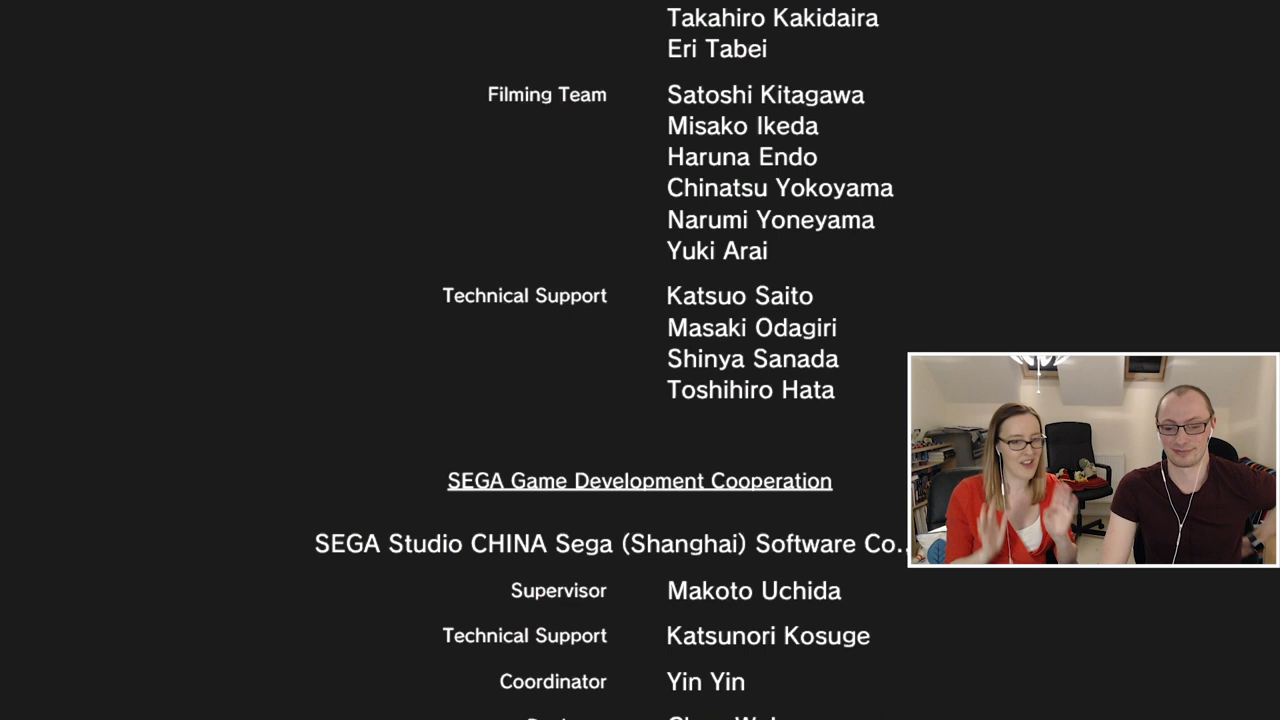 Takahiro Kakidaira
Eri Tabei
Filming Team Satoshi Kitagawa
Misako Ikeda
Haruna Endo
Chinatsu Yokoyama
Narumi Yoneyama
Yuki Arai
Technical Support Katsuo Saito
Masaki Odagiri
Shinya Sanada
Toshihiro Hata
SEGA Game Development Cooperation
SEGA Studio CHINA Sega (Shanghai) Software Co.,
Supervisor Makoto Uchida
Technical Support Katsunori Kosuge
Coordinator Yin Yin